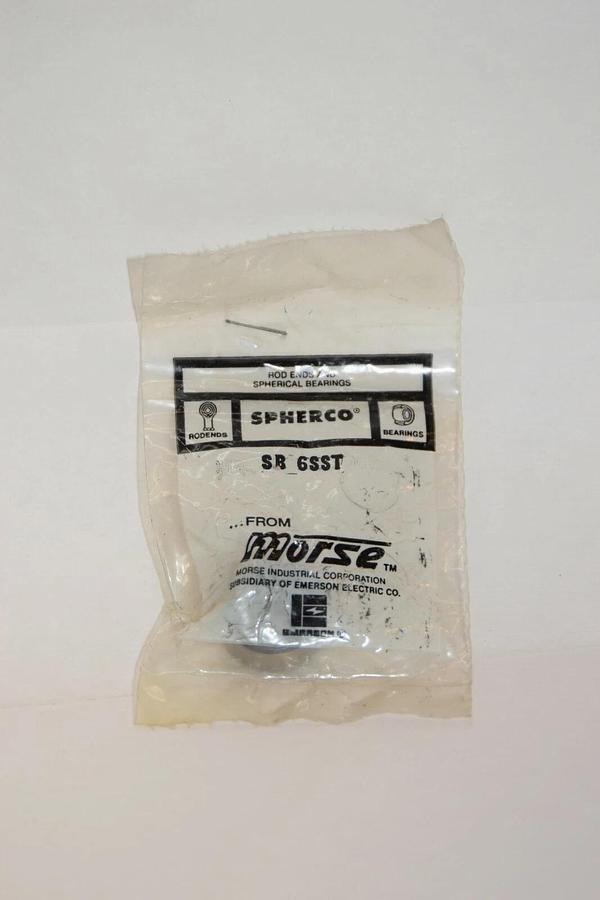 ROD ENDS AND
SPHERICAL BEARINGS
RODENDS
SPHERCO®
BEARINGS
SB 6SST
...FROM
morse™
MORSE INDUSTRIAL CORPORATION
SUBSIDIARY OF EMERSON ELECTRIC CO.
EMERSON